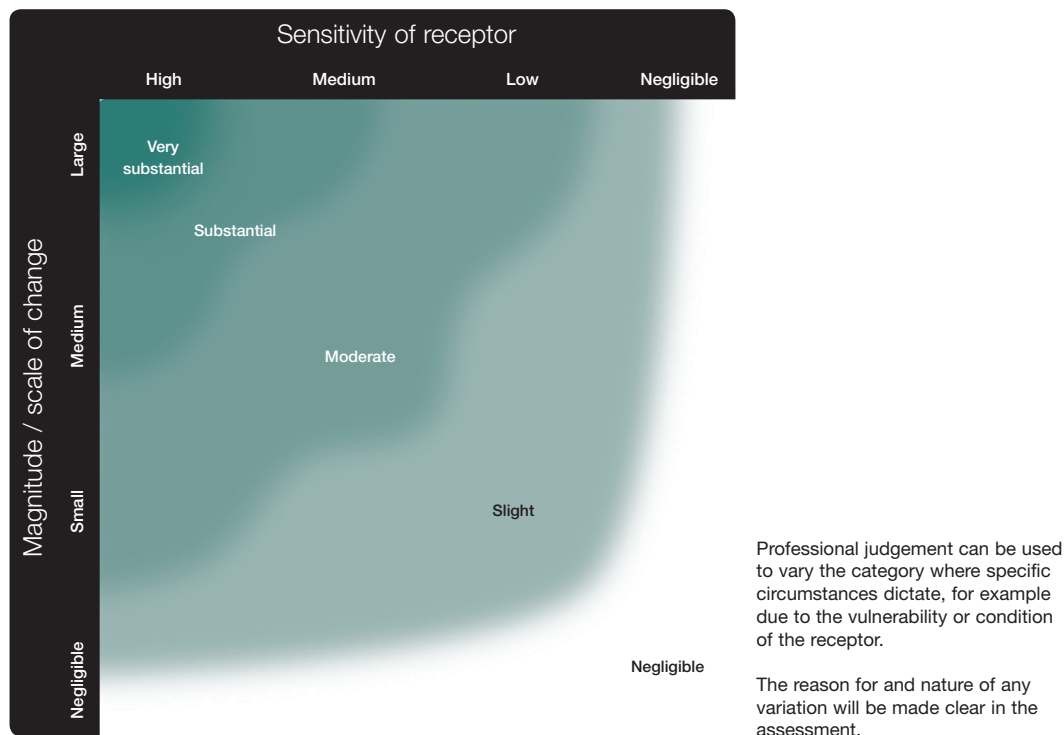 Sensitivity of receptor
High Medium Low Negligible
Magnitude / scale of change
Large
Medium
Small
Negligible
Very
substantial
Substantial
Moderate
Slight
Negligible
Professional judgement can be used
to vary the category where specific
circumstances dictate, for example
due to the vulnerability or condition
of the receptor.
The reason for and nature of any
variation will be made clear in the
assessment.